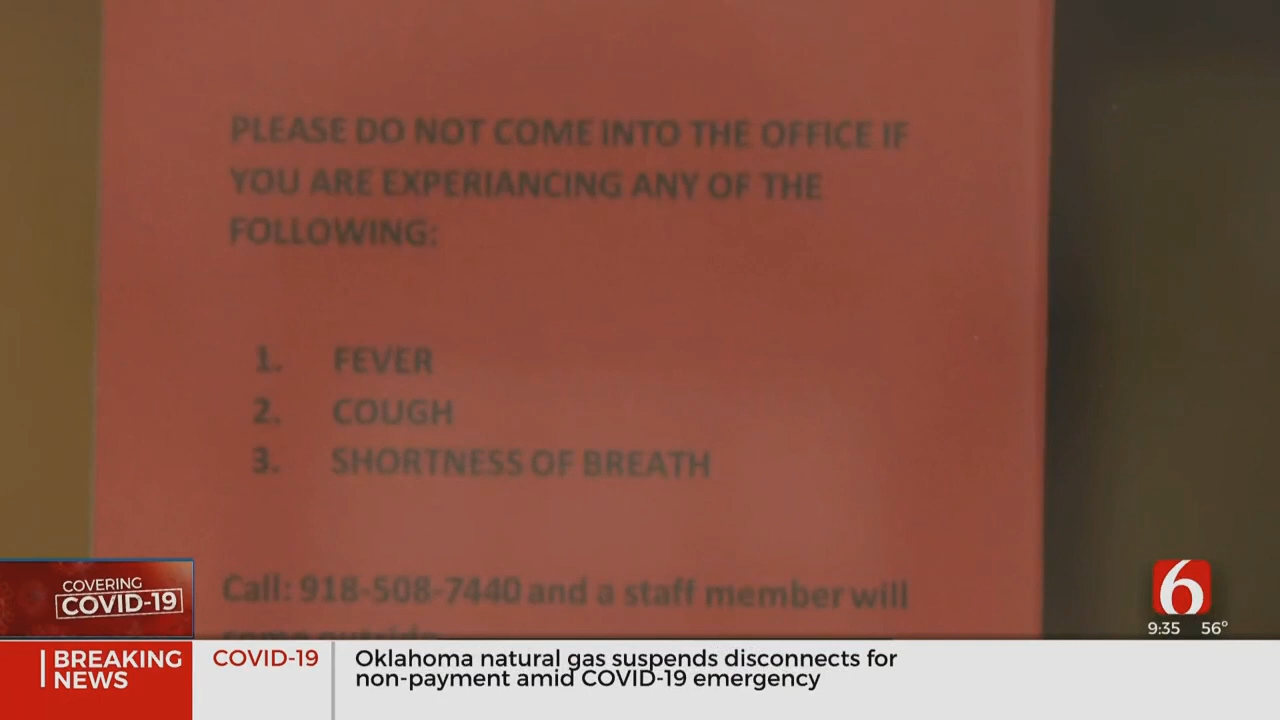 PLEASE DO NOT COME INTO THE OFFICE IF
YOU ARE EXPERIANCING ANY OF THE
FOLLOWING:
1. FEVER
2. COUGH
3. SHORTNESS OF BREATH
Call: 918-508-7440 and a staff member will
COVERING
COVID-19
6
9:35 56°
BREAKING
NEWS
COVID-19
Oklahoma natural gas suspends disconnects for
non-payment amid COVID-19 emergency